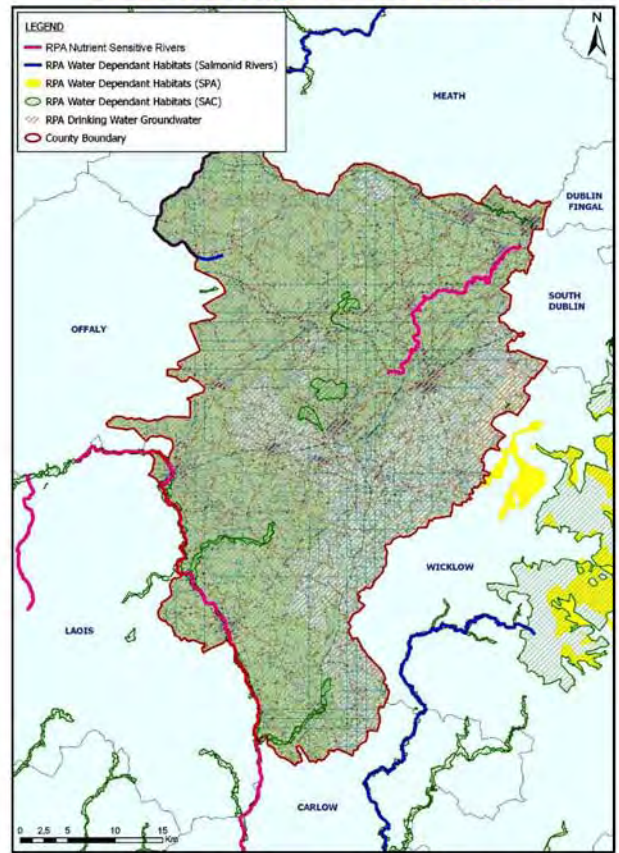 LEGEND
RPA Nutrient Sensitive Rivers
RPA Water Dependant Habitats (Salmonid Rivers)
RPA Water Dependant Habitats (SPA)
RPA Water Dependant Habitats (SAC)
RPA Drinking Water Groundwater
County Boundary
N
MEATH
DUBLIN
FINGAL
SOUTH
DUBLIN
OFFALY
WICKLOW
LAOIS
CARLOW
0 2.5 5 10 15
Km